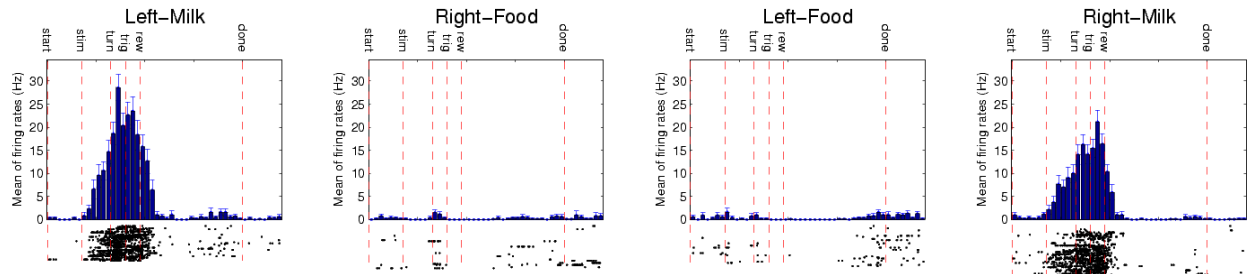 Left-Milk
start
stim
turn
trig
rew
done
Mean of firing rates (Hz)
30
25
20
15
10
5
0
Right-Food
start
stim
turn
trig
rew
done
Mean of firing rates (Hz)
30
25
20
15
10
5
0
Left-Food
start
stim
turn
trig
rew
done
Mean of firing rates (Hz)
30
25
20
15
10
5
0
Right-Milk
start
stim
turn
trig
rew
done
Mean of firing rates (Hz)
30
25
20
15
10
5
0